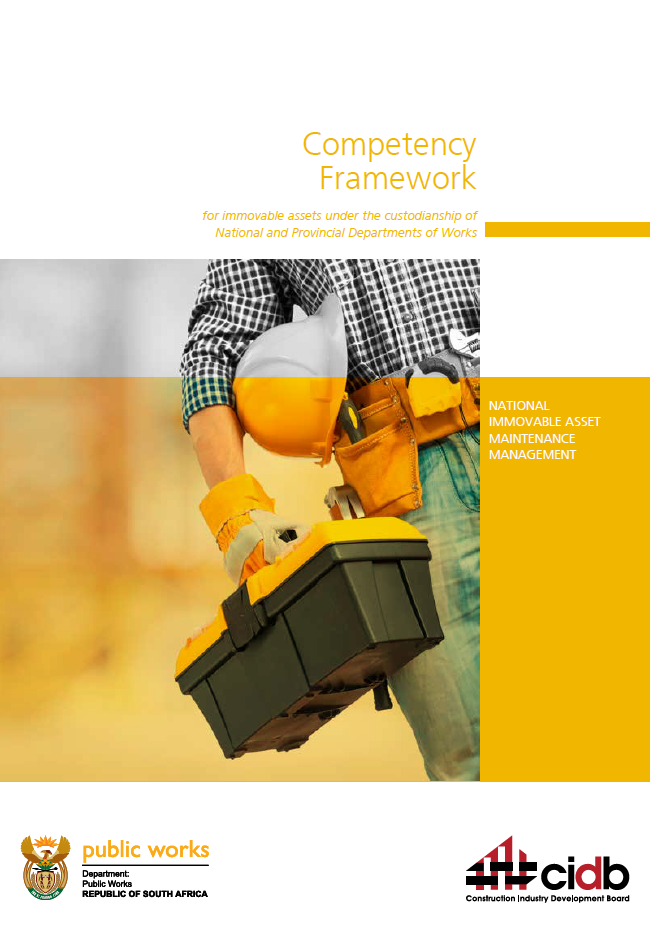 Competency
Framework
for immovable assets under the custodianship of
National and Provincial Departments of Works
NATIONAL
IMMOVABLE ASSET
MAINTENANCE
MANAGEMENT
public works
Department:
Public Works
REPUBLIC OF SOUTH AFRICA
cidb
Construction Industry Development Board